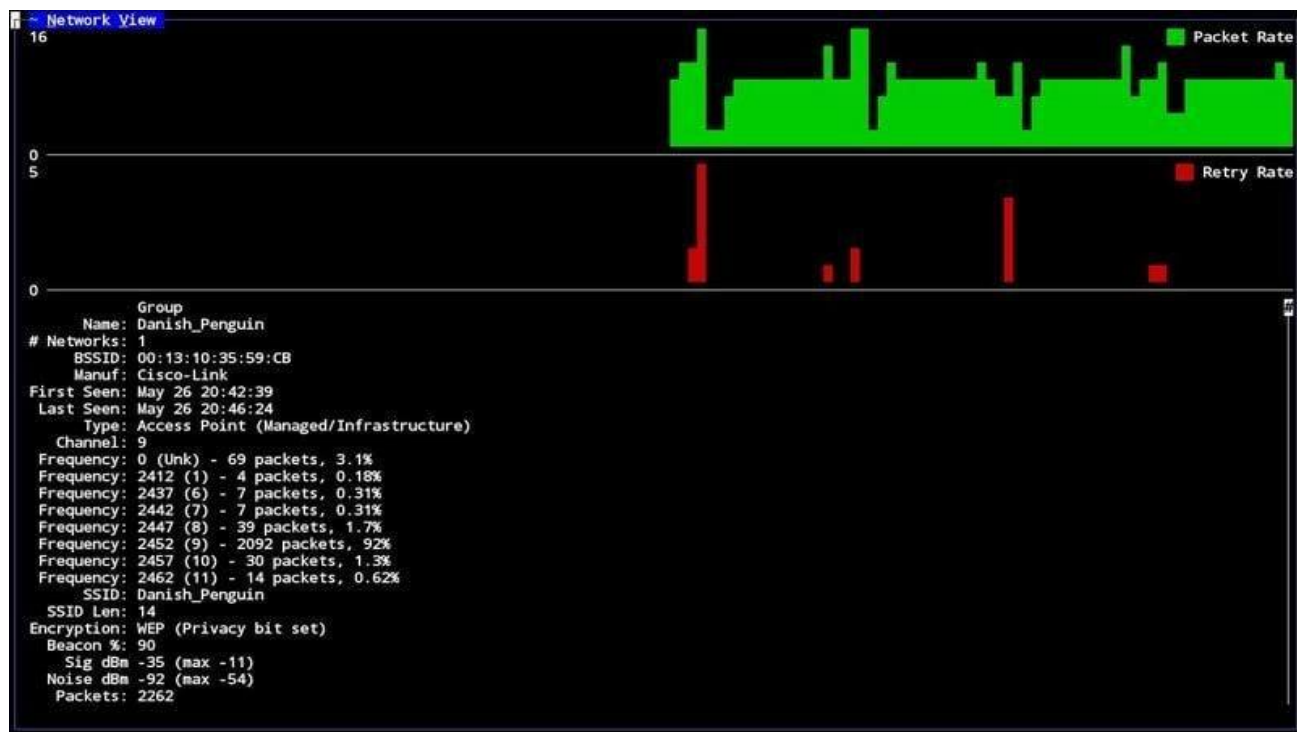 ~ Network View
16
Packet Rate
0
5
Retry Rate
0
Group
Name: Danish_Penguin
# Networks: 1
BSSID: 00:13:10:35:59:CB
Manuf: Cisco-Link
First Seen: May 26 20:42:39
Last Seen: May 26 20:46:24
Type: Access Point (Managed/Infrastructure)
Channel: 9
Frequency: 0 (Unk) - 69 packets, 3.1%
Frequency: 2412 (1) - 4 packets, 0.18%
Frequency: 2437 (6) - 7 packets, 0.31%
Frequency: 2442 (7) - 7 packets, 0.31%
Frequency: 2447 (8) - 39 packets, 1.7%
Frequency: 2452 (9) - 2092 packets, 92%
Frequency: 2457 (10) - 30 packets, 1.3%
Frequency: 2462 (11) - 14 packets, 0.62%
SSID: Danish_Penguin
SSID Len: 14
Encryption: WEP (Privacy bit set)
Beacon %: 90
Sig dBm -35 (max -11)
Noise dBm -92 (max -54)
Packets: 2262